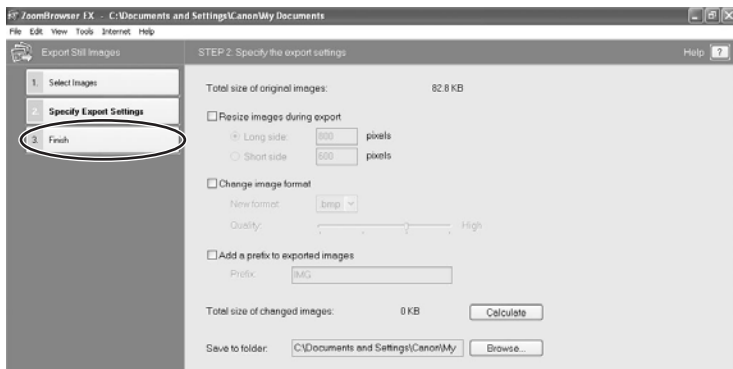 ZoomBrowser EX - C:\Documents and Settings\Canon\My Documents
File Edit View Tools Internet Help
Export Still Images
STEP 2: Specify the export settings
Help ?
1. Select Images
2. Specify Export Settings
3. Finish
Total size of original images: 82.8 KB
Resize images during export
Long side: 800 pixels
Short side 600 pixels
Change image format
New format: bmp
Quality: High
Add a prefix to exported images
Prefix: IMG
Total size of changed images: 0 KB Calculate
Save to folder: C:\Documents and Settings\Canon\My Browse...